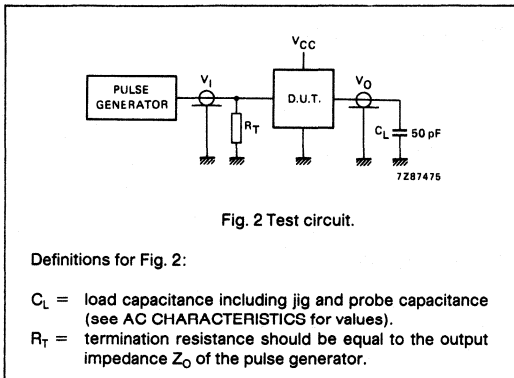 V_CC
PULSE
GENERATOR
V_I
R_T
D.U.T.
V_O
C_L
50 pF
7Z87475
Fig. 2 Test circuit.
Definitions for Fig. 2:
C_L = load capacitance including jig and probe capacitance
(see AC CHARACTERISTICS for values).
R_T = termination resistance should be equal to the output
impedance Z_O of the pulse generator.